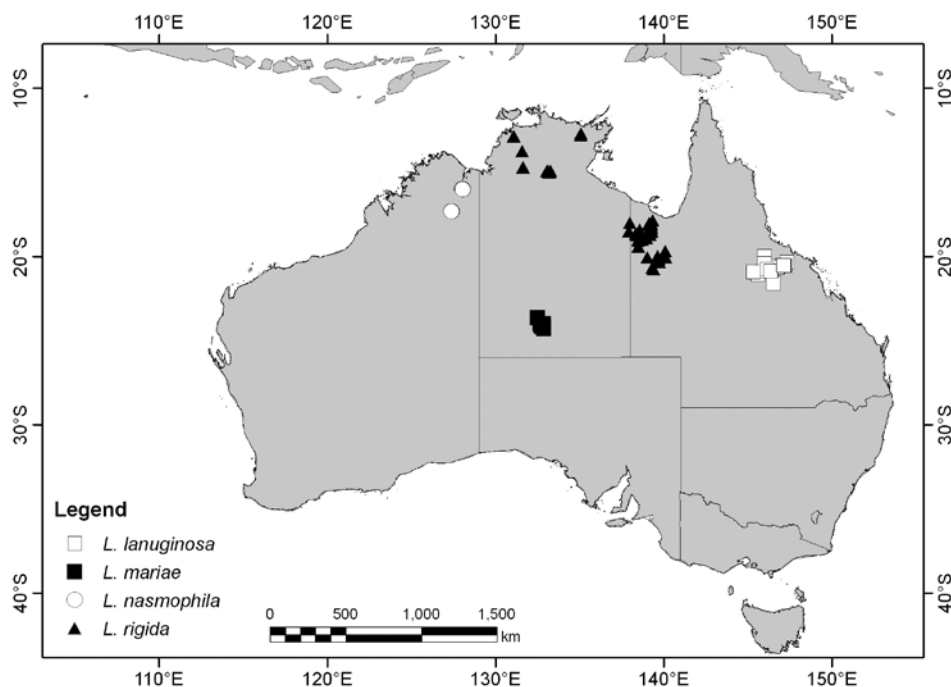 110°E 120°E 130°E 140°E 150°E
10°S 10°S
20°S 20°S
30°S 30°S
40°S 40°S
Legend
L. lanuginosa
L. mariae
L. nasmophila
L. rigida
0 500 1,000 1,500
km
110°E 120°E 130°E 140°E 150°E